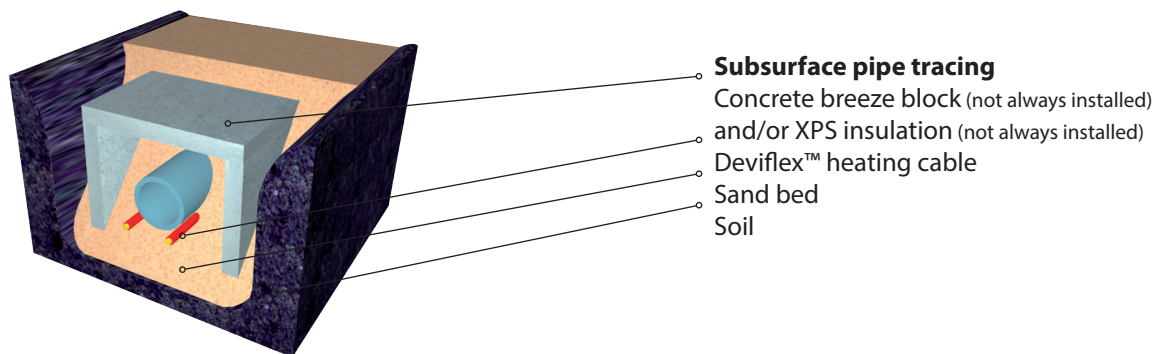 Subsurface pipe tracing
Concrete breeze block (not always installed)
and/or XPS insulation (not always installed)
Deviflex™ heating cable
Sand bed
Soil